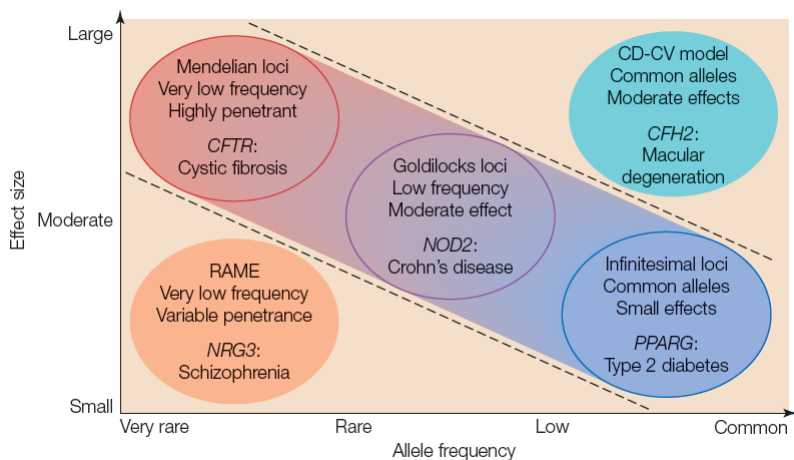 Large
Moderate
Small
Effect size
Mendelian loci
Very low frequency
Highly penetrant
CFTR:
Cystic fibrosis
CD-CV model
Common alleles
Moderate effects
CFH2:
Macular
degeneration
Goldilocks loci
Low frequency
Moderate effect
NOD2:
Crohn’s disease
RAME
Very low frequency
Variable penetrance
NRG3:
Schizophrenia
Infinitesimal loci
Common alleles
Small effects
PPARG:
Type 2 diabetes
Very rare
Rare
Low
Common
Allele frequency